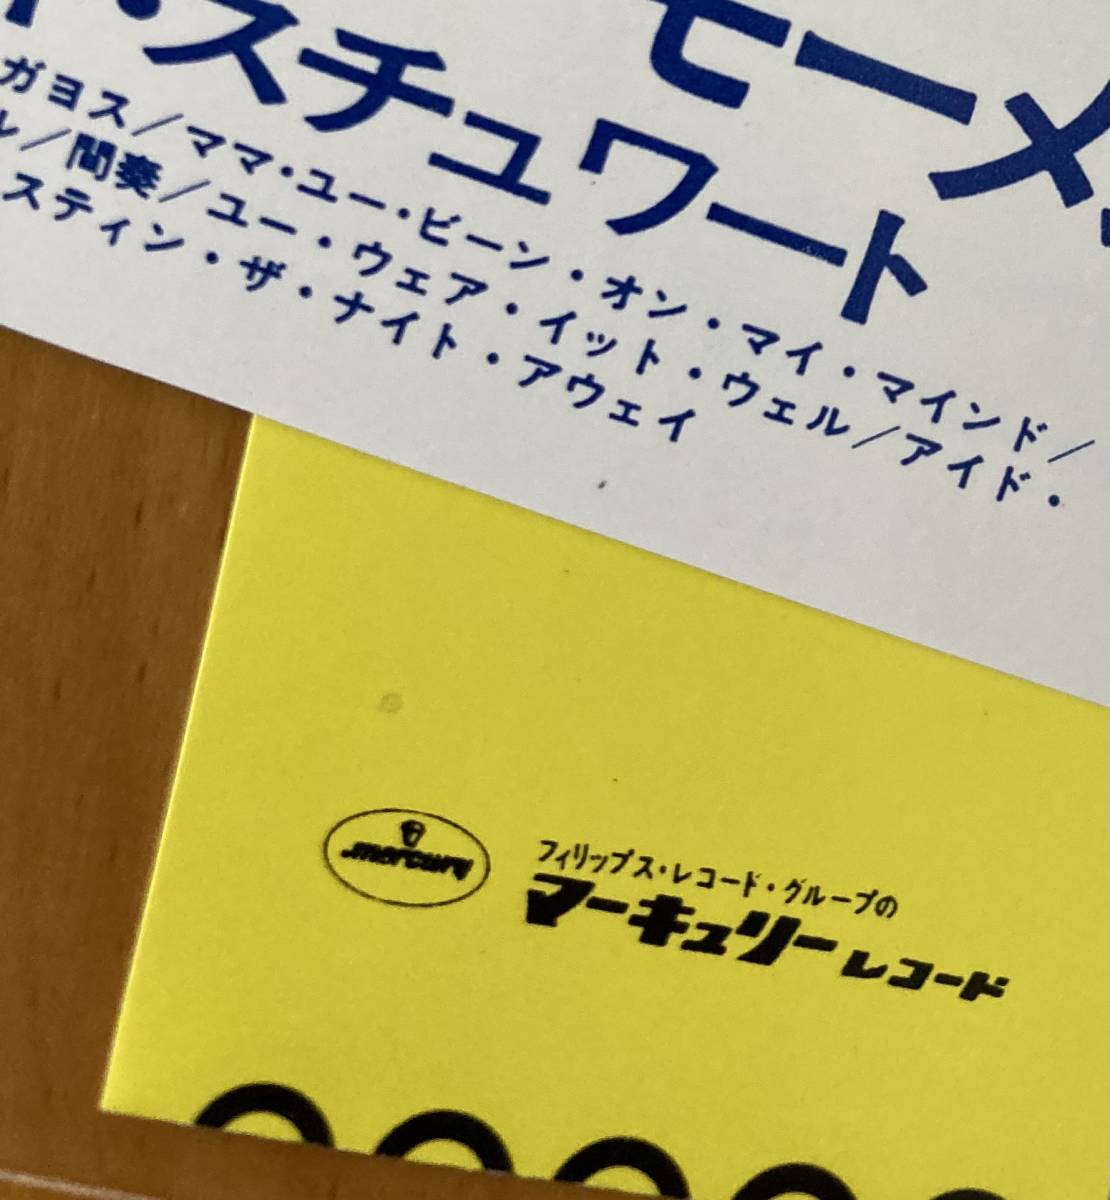 モーメ
・スチュワート
ガヨス/ママ・ユー・ビーン・オン・マイ・マインド/
ル/間奏/ユー・ウェア・イット・ウェル/アイド・
スティン・ザ・ナイト・アウェイ
mercury
フィリップス・レコード・グループの
マーキュリーレコード